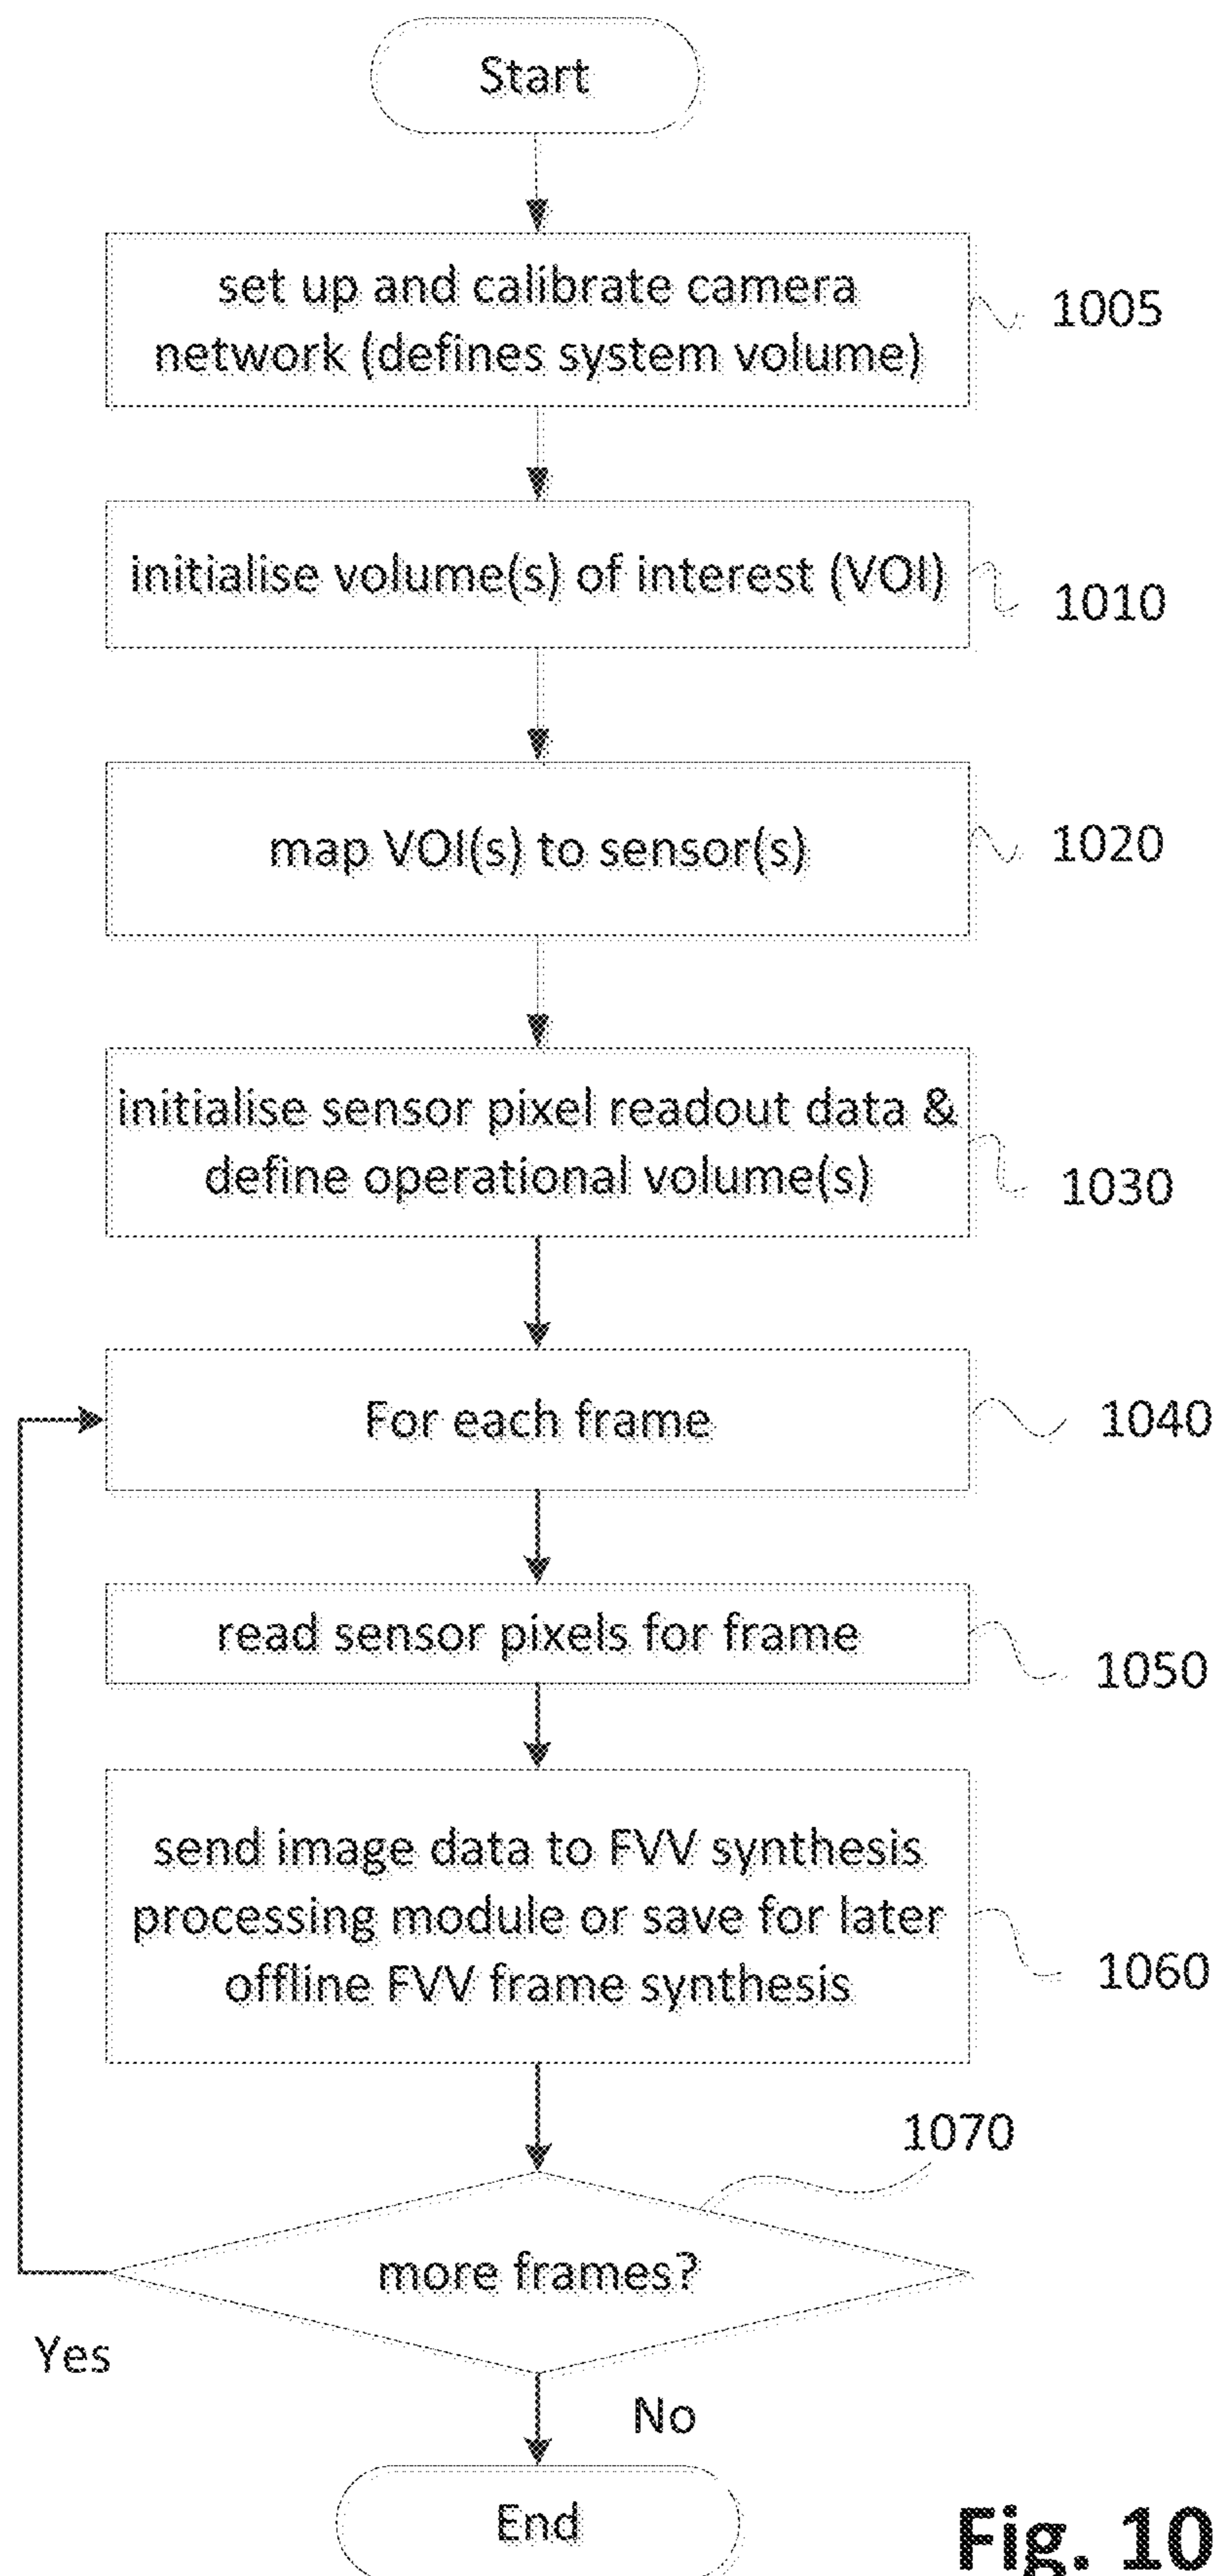 Start
set up and calibrate camera
network (defines system volume)
1005
initialise volume(s) of interest (VOI)
1010
map VOI(s) to sensor(s)
1020
initialise sensor pixel readout data &
define operational volume(s)
1030
For each frame
1040
read sensor pixels for frame
1050
send image data to FVV synthesis
processing module or save for later
offline FVV frame synthesis
1060
1070
more frames?
Yes
No
End
Fig. 10